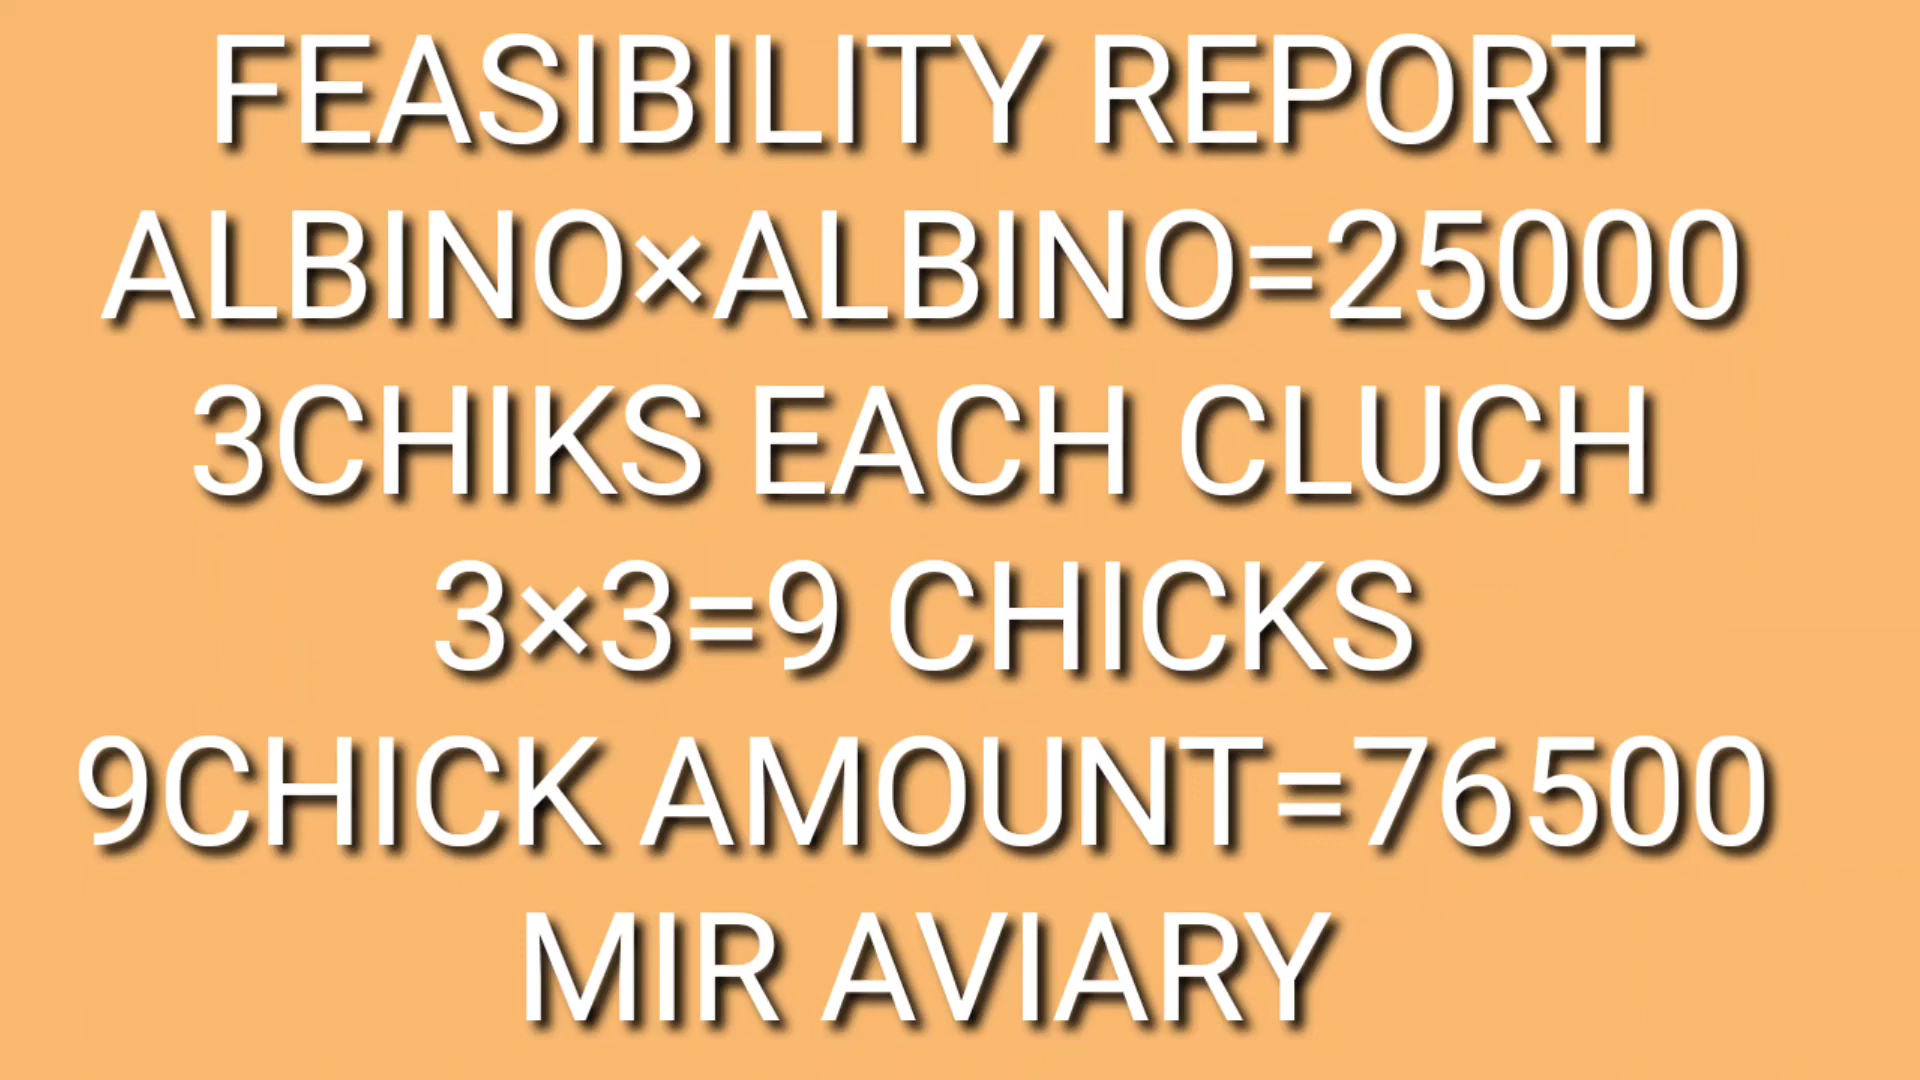 FEASIBILITY REPORT
ALBINO×ALBINO=25000
3CHIKS EACH CLUCH
3×3=9 CHICKS
9CHICK AMOUNT=76500
MIR AVIARY